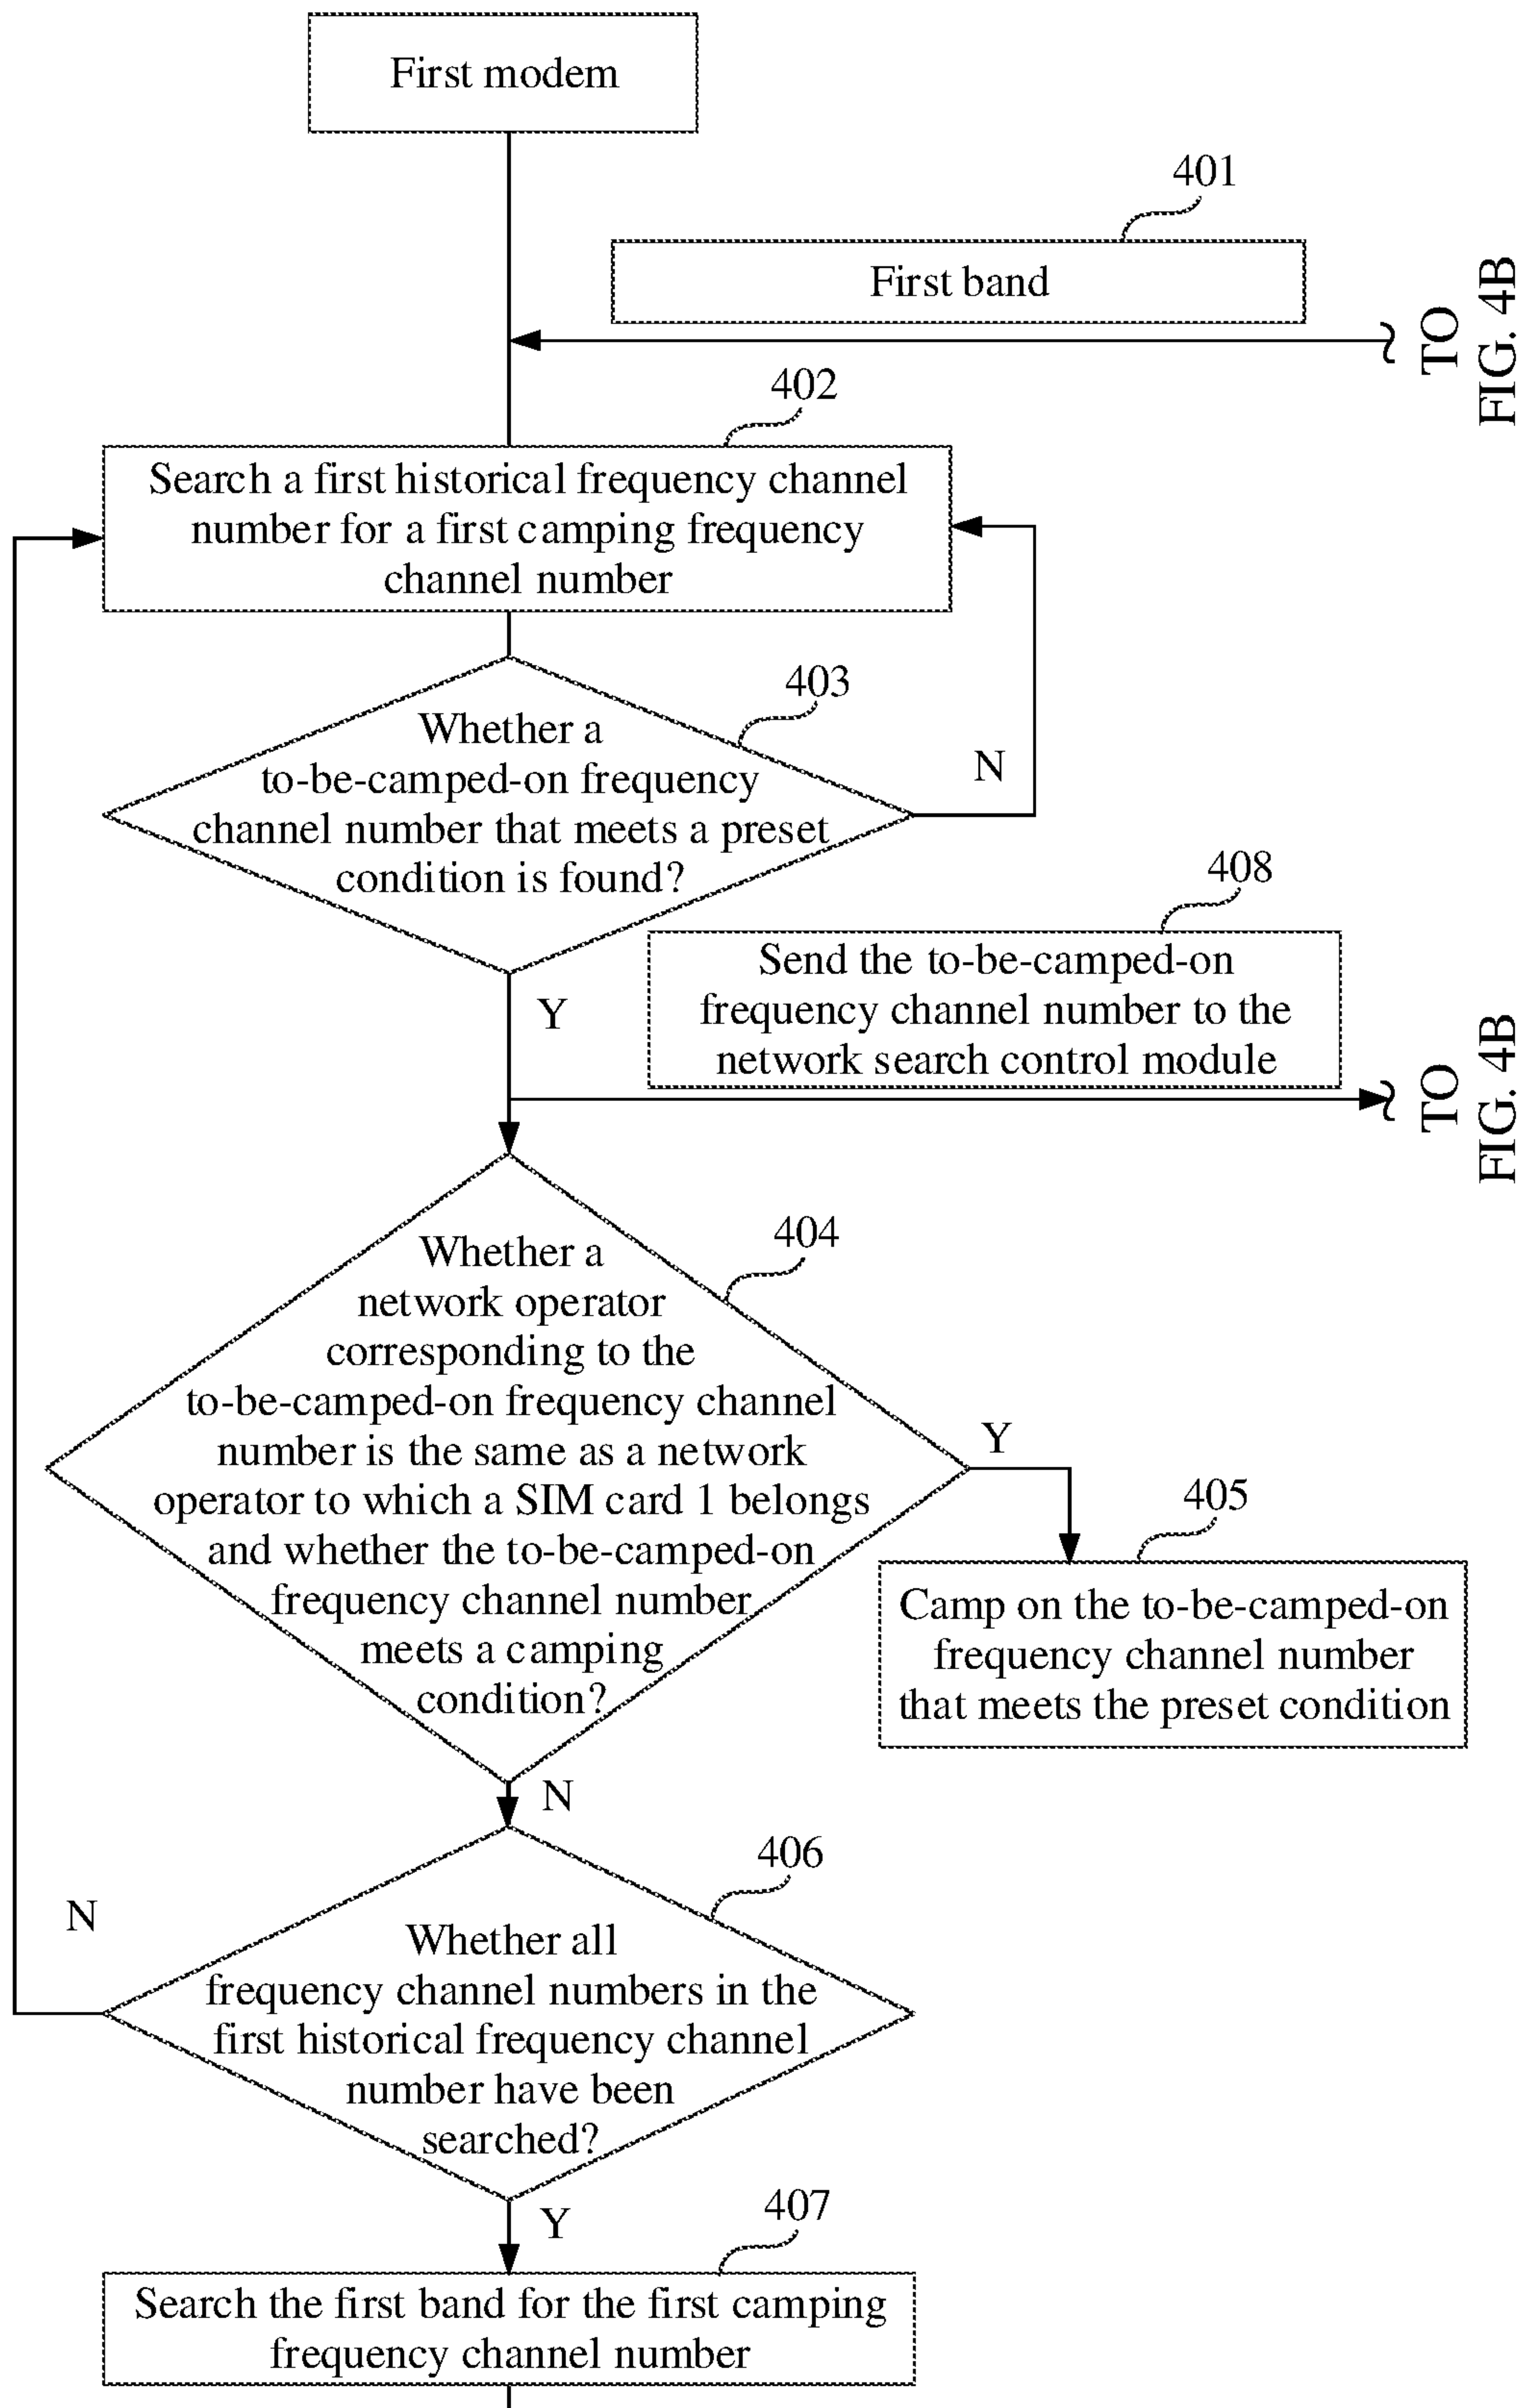 First modem
401
First band
TO
FIG. 4B
402
Search a first historical frequency channel
number for a first camping frequency
channel number
403
Whether a
to-be-camped-on frequency
channel number that meets a preset
condition is found?
N
408
Send the to-be-camped-on
frequency channel number to the
network search control module
Y
TO
FIG. 4B
404
Whether a
network operator
corresponding to the
to-be-camped-on frequency channel
number is the same as a network
operator to which a SIM card 1 belongs
and whether the to-be-camped-on
frequency channel number
meets a camping
condition?
Y
405
Camp on the to-be-camped-on
frequency channel number
that meets the preset condition
N
406
N
Whether all
frequency channel numbers in the
first historical frequency channel
number have been
searched?
Y
407
Search the first band for the first camping
frequency channel number